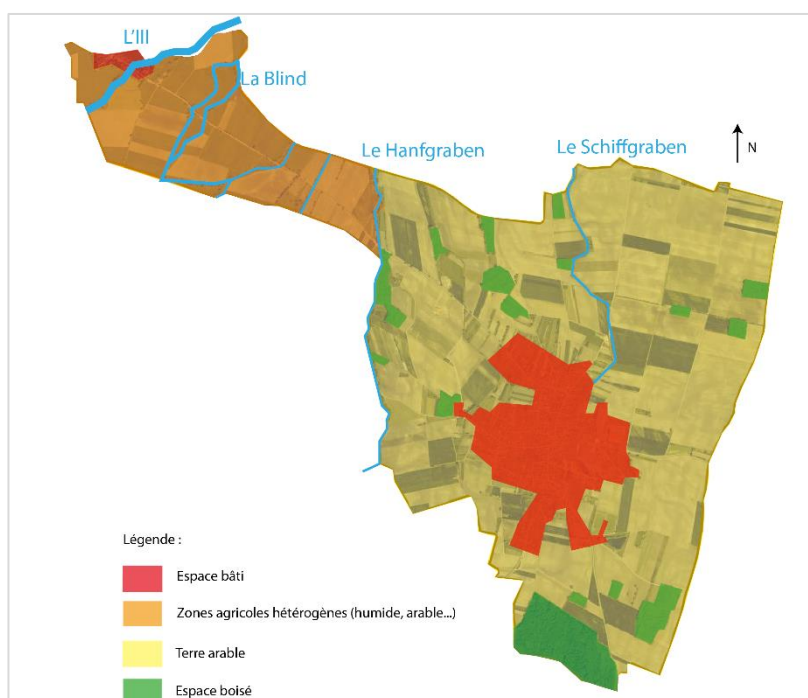 L'Ill
La Blind
Le Hanfgraben
Le Schiffgraben
N
Légende :
Espace bâti
Zones agricoles hétérogènes (humide, arable...)
Terre arable
Espace boisé